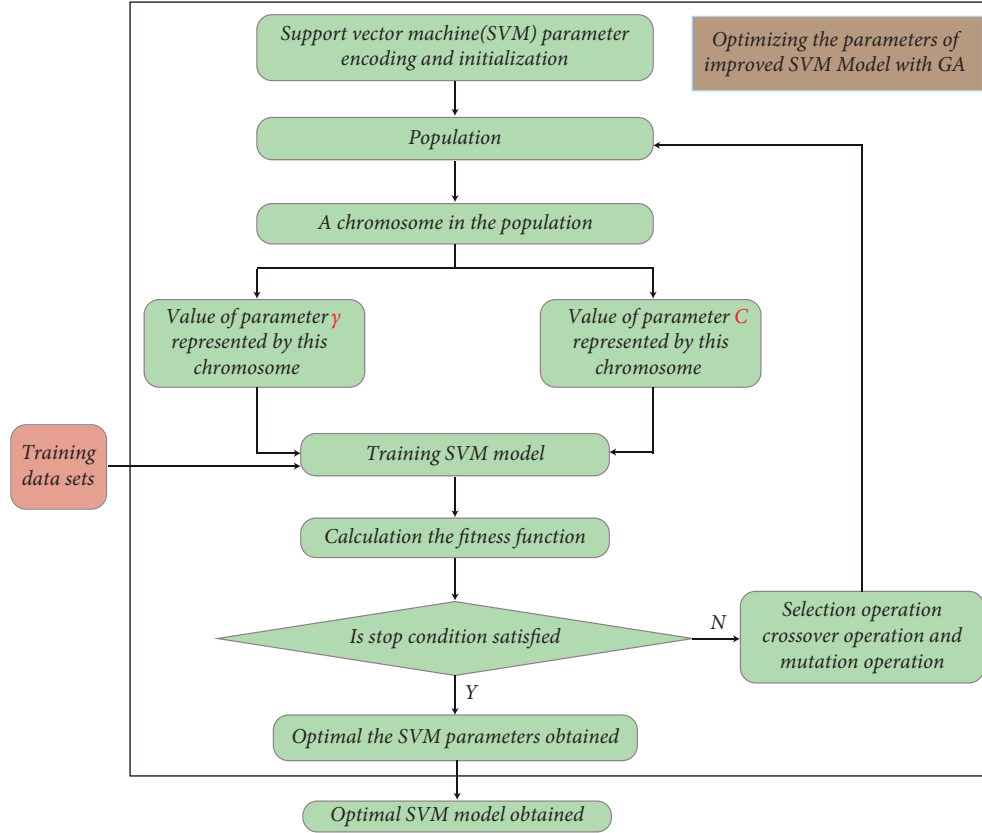 Support vector machine(SVM) parameter
encoding and initialization
Optimizing the parameters of
improved SVM Model with GA
Population
A chromosome in the population
Value of parameter γ
represented by this
chromosome
Value of parameter C
represented by this
chromosome
Training
data sets
Training SVM model
Calculation the fitness function
Is stop condition satisfied
N
Selection operation
crossover operation and
mutation operation
Y
Optimal the SVM parameters obtained
Optimal SVM model obtained